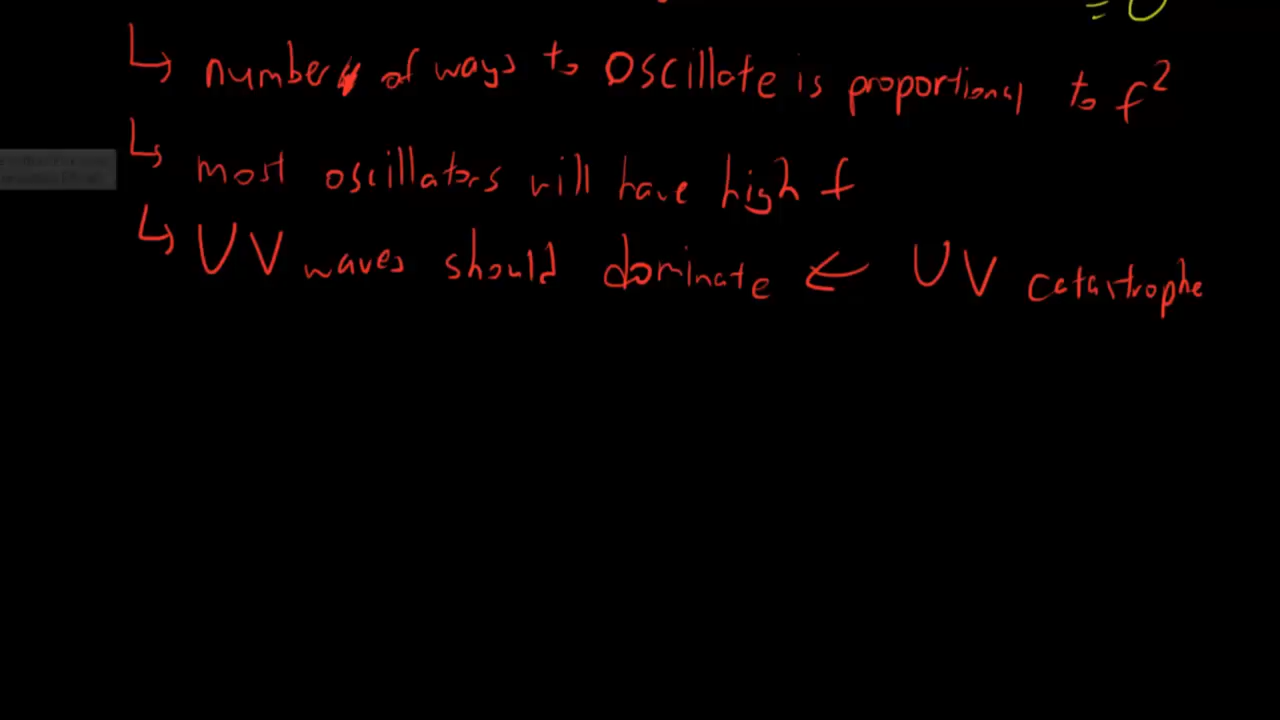 = 0
↳ number of ways to oscillate is proportional to f²
↳ most oscillators will have high f
↳ UV waves should dominate ← UV catastrophe